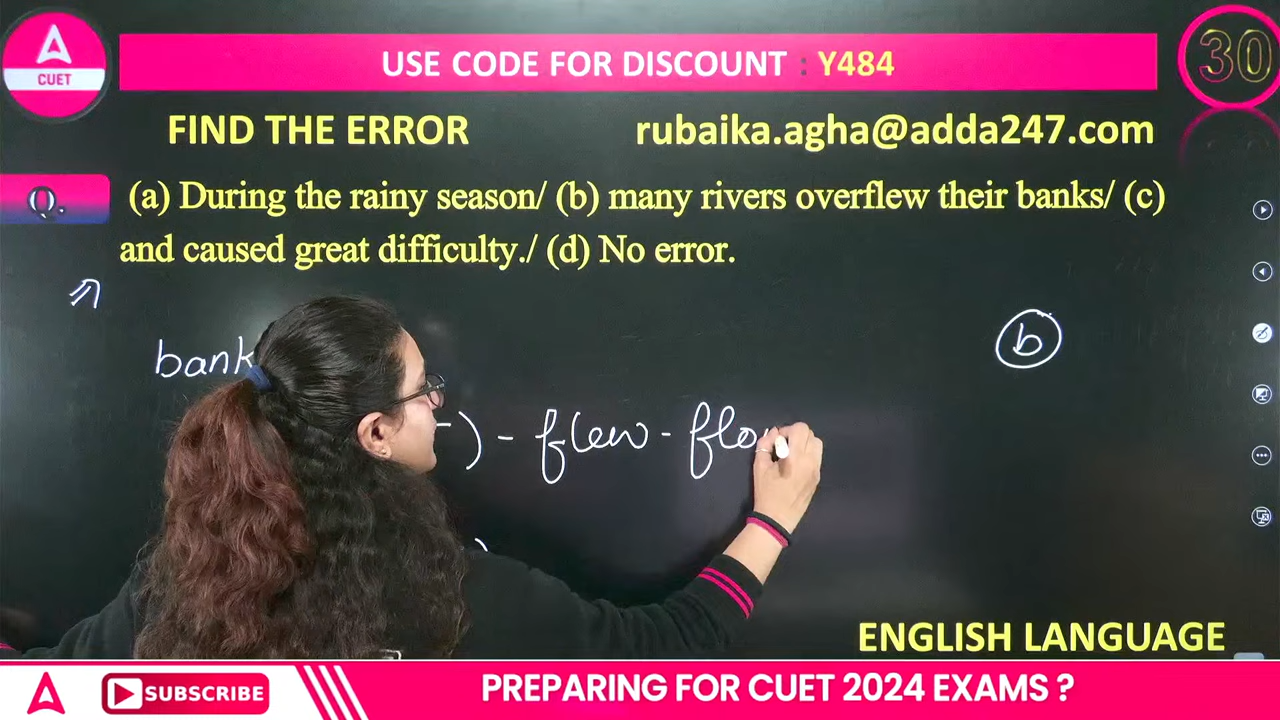 CUET
USE CODE FOR DISCOUNT : Y484
30
FIND THE ERROR
rubaika.agha@adda247.com
Q.
(a) During the rainy season/ (b) many rivers overflew their banks/ (c)
and caused great difficulty./ (d) No error.
b
bank
) - flew - flo
ENGLISH LANGUAGE
SUBSCRIBE
PREPARING FOR CUET 2024 EXAMS ?